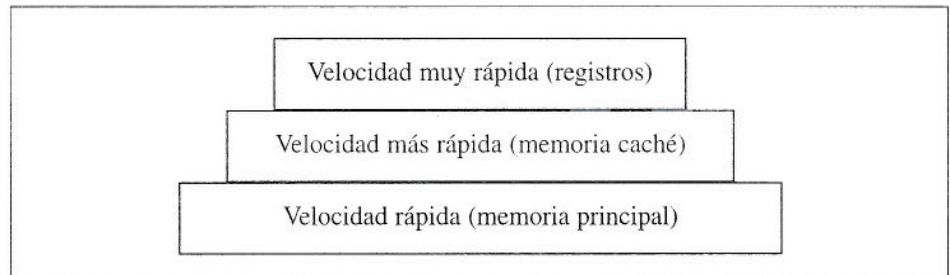 Velocidad muy rápida (registros)
Velocidad más rápida (memoria caché)
Velocidad rápida (memoria principal)